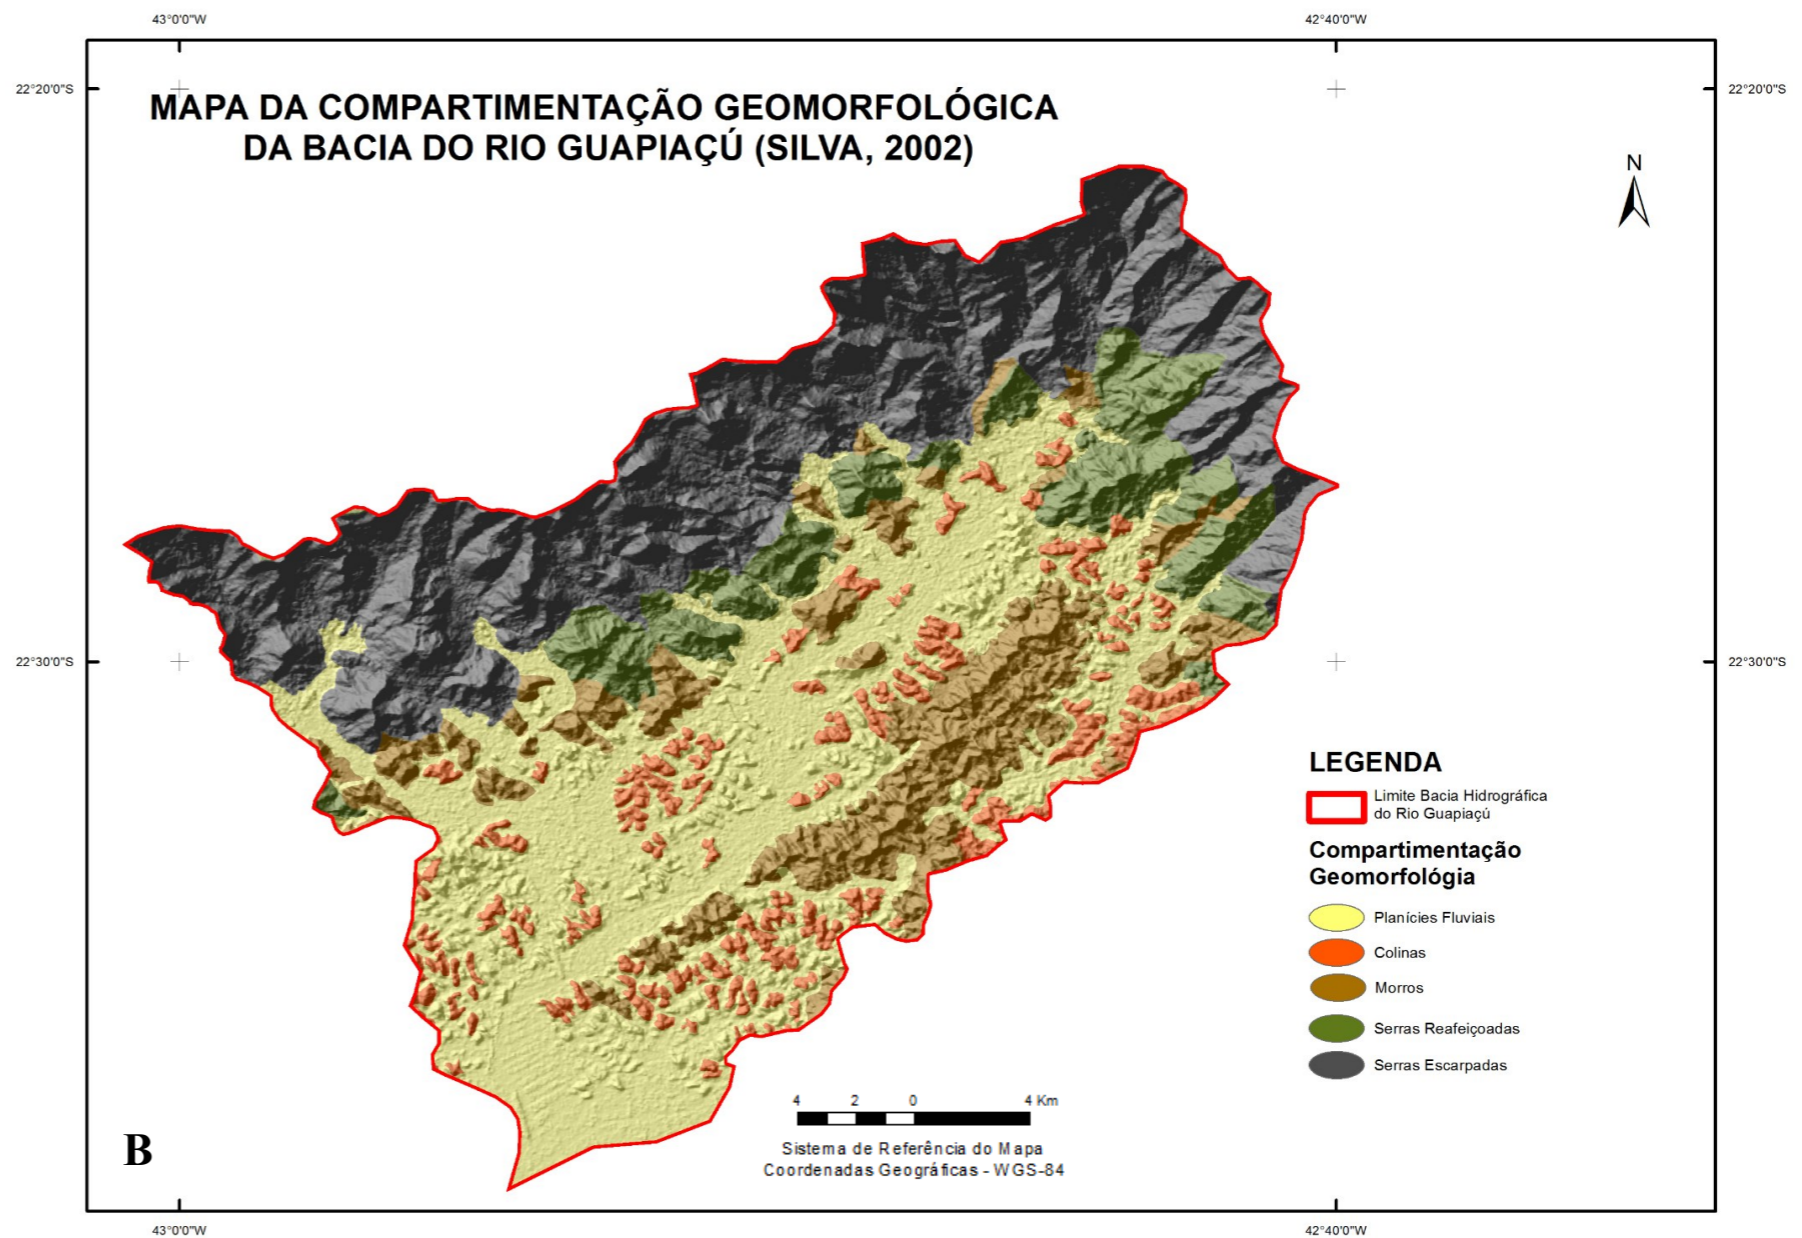 43°0'0"W
42°40'0"W
22°20'0"S
22°20'0"S
MAPA DA COMPARTIMENTAÇÃO GEOMORFOLÓGICA
DA BACIA DO RIO GUAPIAÇÚ (SILVA, 2002)
N
22°30'0"S
22°30'0"S
LEGENDA
Limite Bacia Hidrográfica
do Rio Guapiaçú
Compartimentação
Geomorfológia
Planícies Fluviais
Colinas
Morros
Serras Reafeiçoadas
Serras Escarpadas
4 2 0 4 Km
Sistema de Referência do Mapa
Coordenadas Geográficas - WGS-84
B
43°0'0"W
42°40'0"W